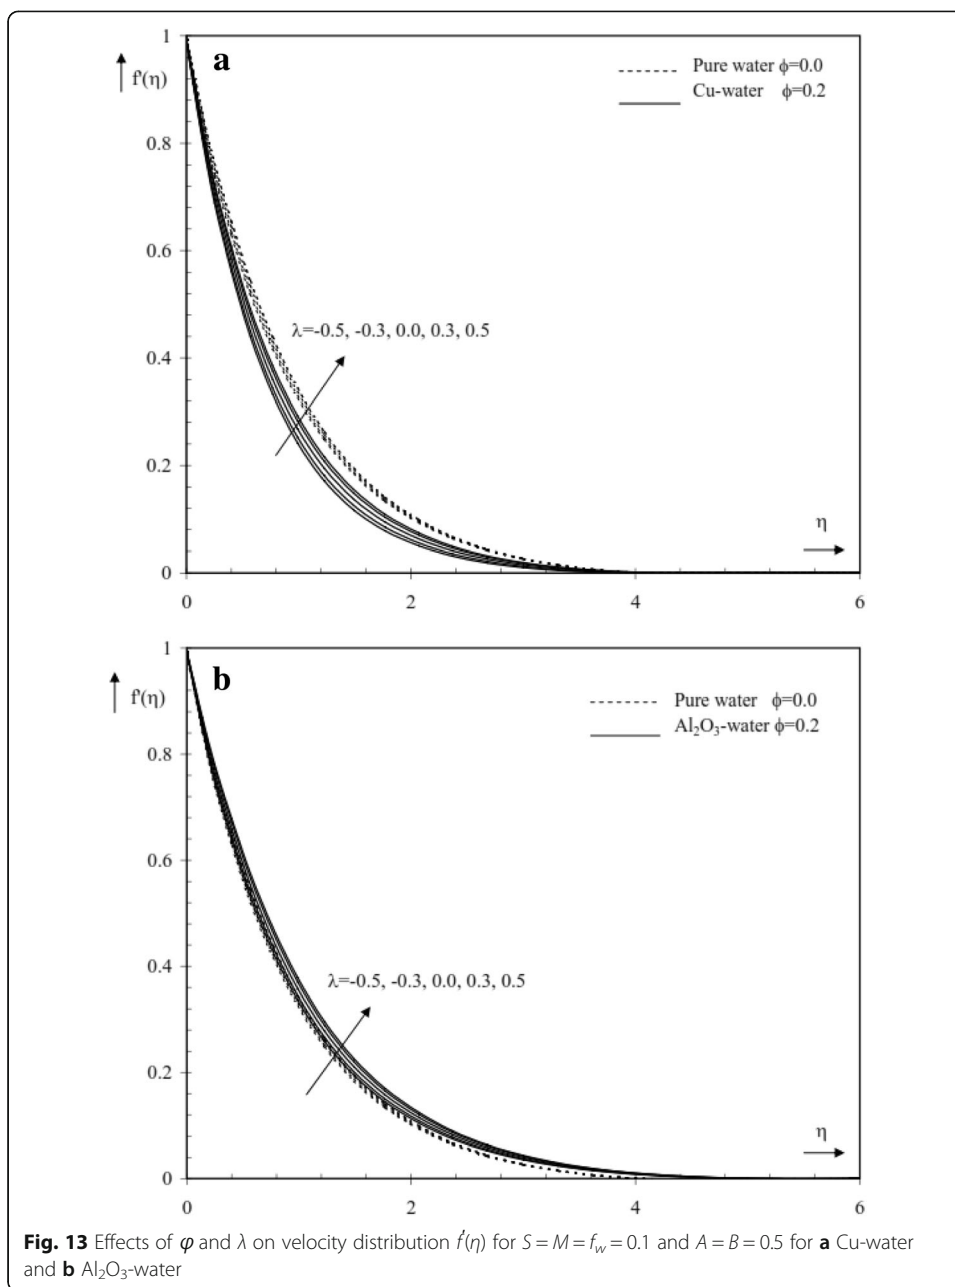 1
a
f'(η)
Pure water ϕ=0.0
Cu-water ϕ=0.2
0.8
0.6
λ=-0.5, -0.3, 0.0, 0.3, 0.5
0.4
0.2
η
0
0 2 4 6
1
b
f'(η)
Pure water ϕ=0.0
Al₂O₃-water ϕ=0.2
0.8
0.6
0.4
λ=-0.5, -0.3, 0.0, 0.3, 0.5
0.2
η
0
0 2 4 6
Fig. 13 Effects of φ and λ on velocity distribution f′(η) for S = M = f_w = 0.1 and A = B = 0.5 for a Cu-water
and b Al₂O₃-water